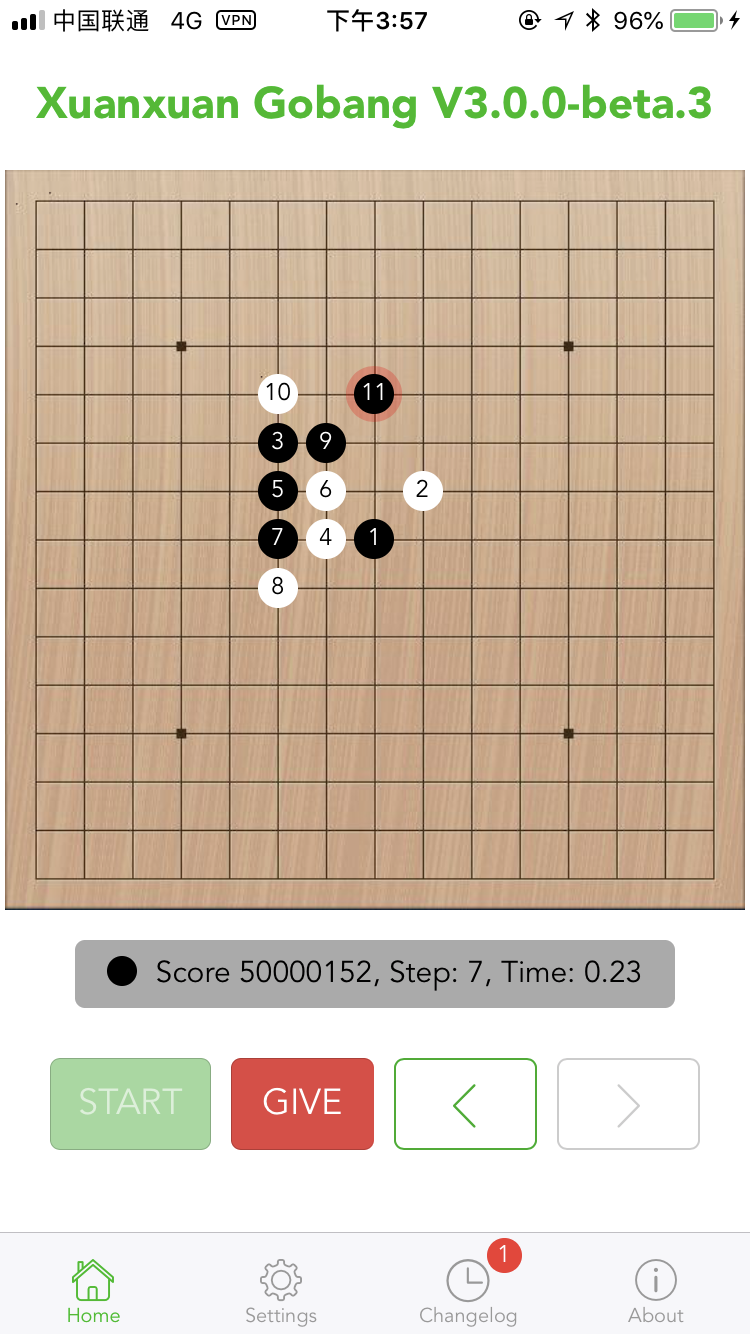 中国联通 4G VPN 下午3:57 96%
Xuanxuan Gobang V3.0.0-beta.3
10 11
3 9
5 6 2
7 4 1
8
Score 50000152, Step: 7, Time: 0.23
START GIVE
1
Home Settings Changelog About